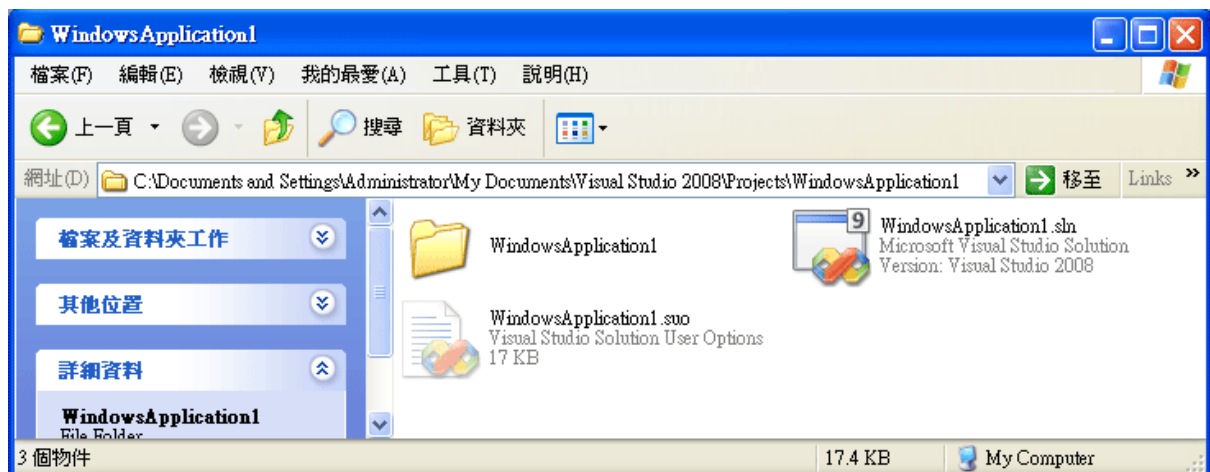 WindowsApplication1
檔案(F) 編輯(E) 檢視(V) 我的最愛(A) 工具(T) 說明(H)
上一頁 搜尋 資料夾
網址(D) C:\Documents and Settings\Administrator\My Documents\Visual Studio 2008\Projects\WindowsApplication1 移至 Links »
檔案及資料夾工作
其他位置
詳細資料
WindowsApplication1
File Folder
WindowsApplication1
9
WindowsApplication1.sln
Microsoft Visual Studio Solution
Version: Visual Studio 2008
WindowsApplication1.suo
Visual Studio Solution User Options
17 KB
3 個物件 17.4 KB My Computer